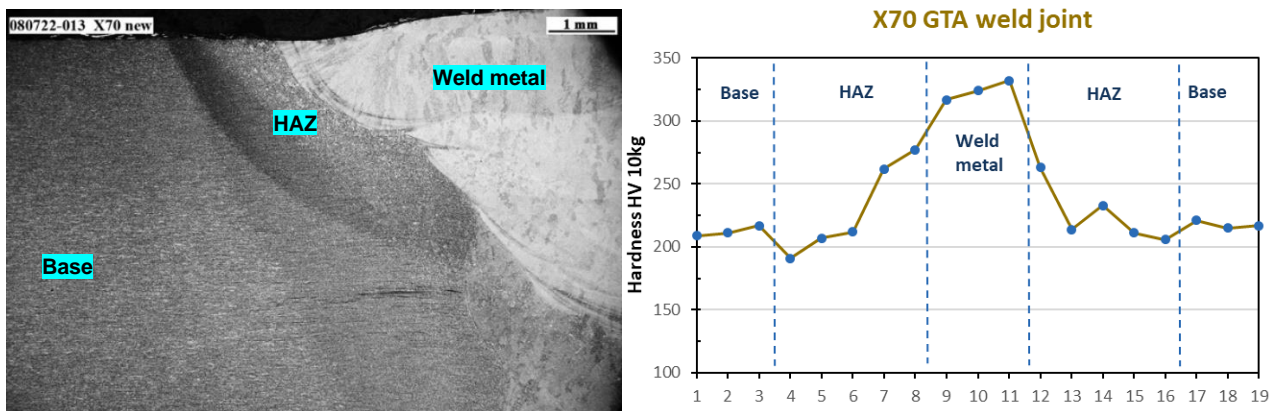 080722-013 X70 new
1 mm
Weld metal
HAZ
Base
X70 GTA weld joint
Hardness HV 10kg
350
300
250
200
150
100
Base
HAZ
Weld
metal
HAZ
Base
1 2 3 4 5 6 7 8 9 10 11 12 13 14 15 16 17 18 19